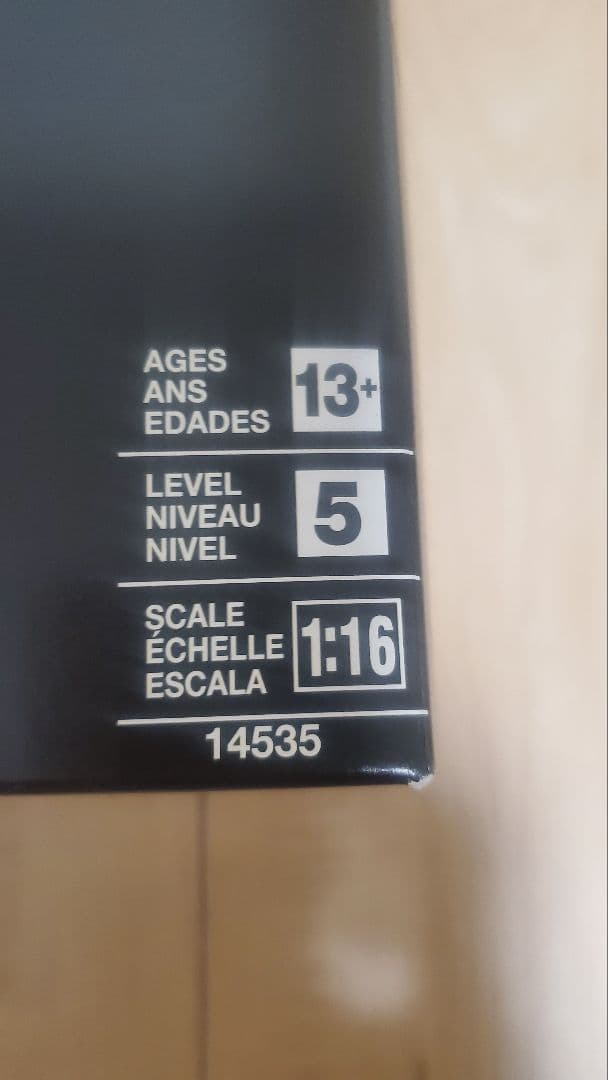 AGES
ANS
EDADES
13+
LEVEL
NIVEAU
NIVEL
5
SCALE
ÉCHELLE
ESCALA
1:16
14535